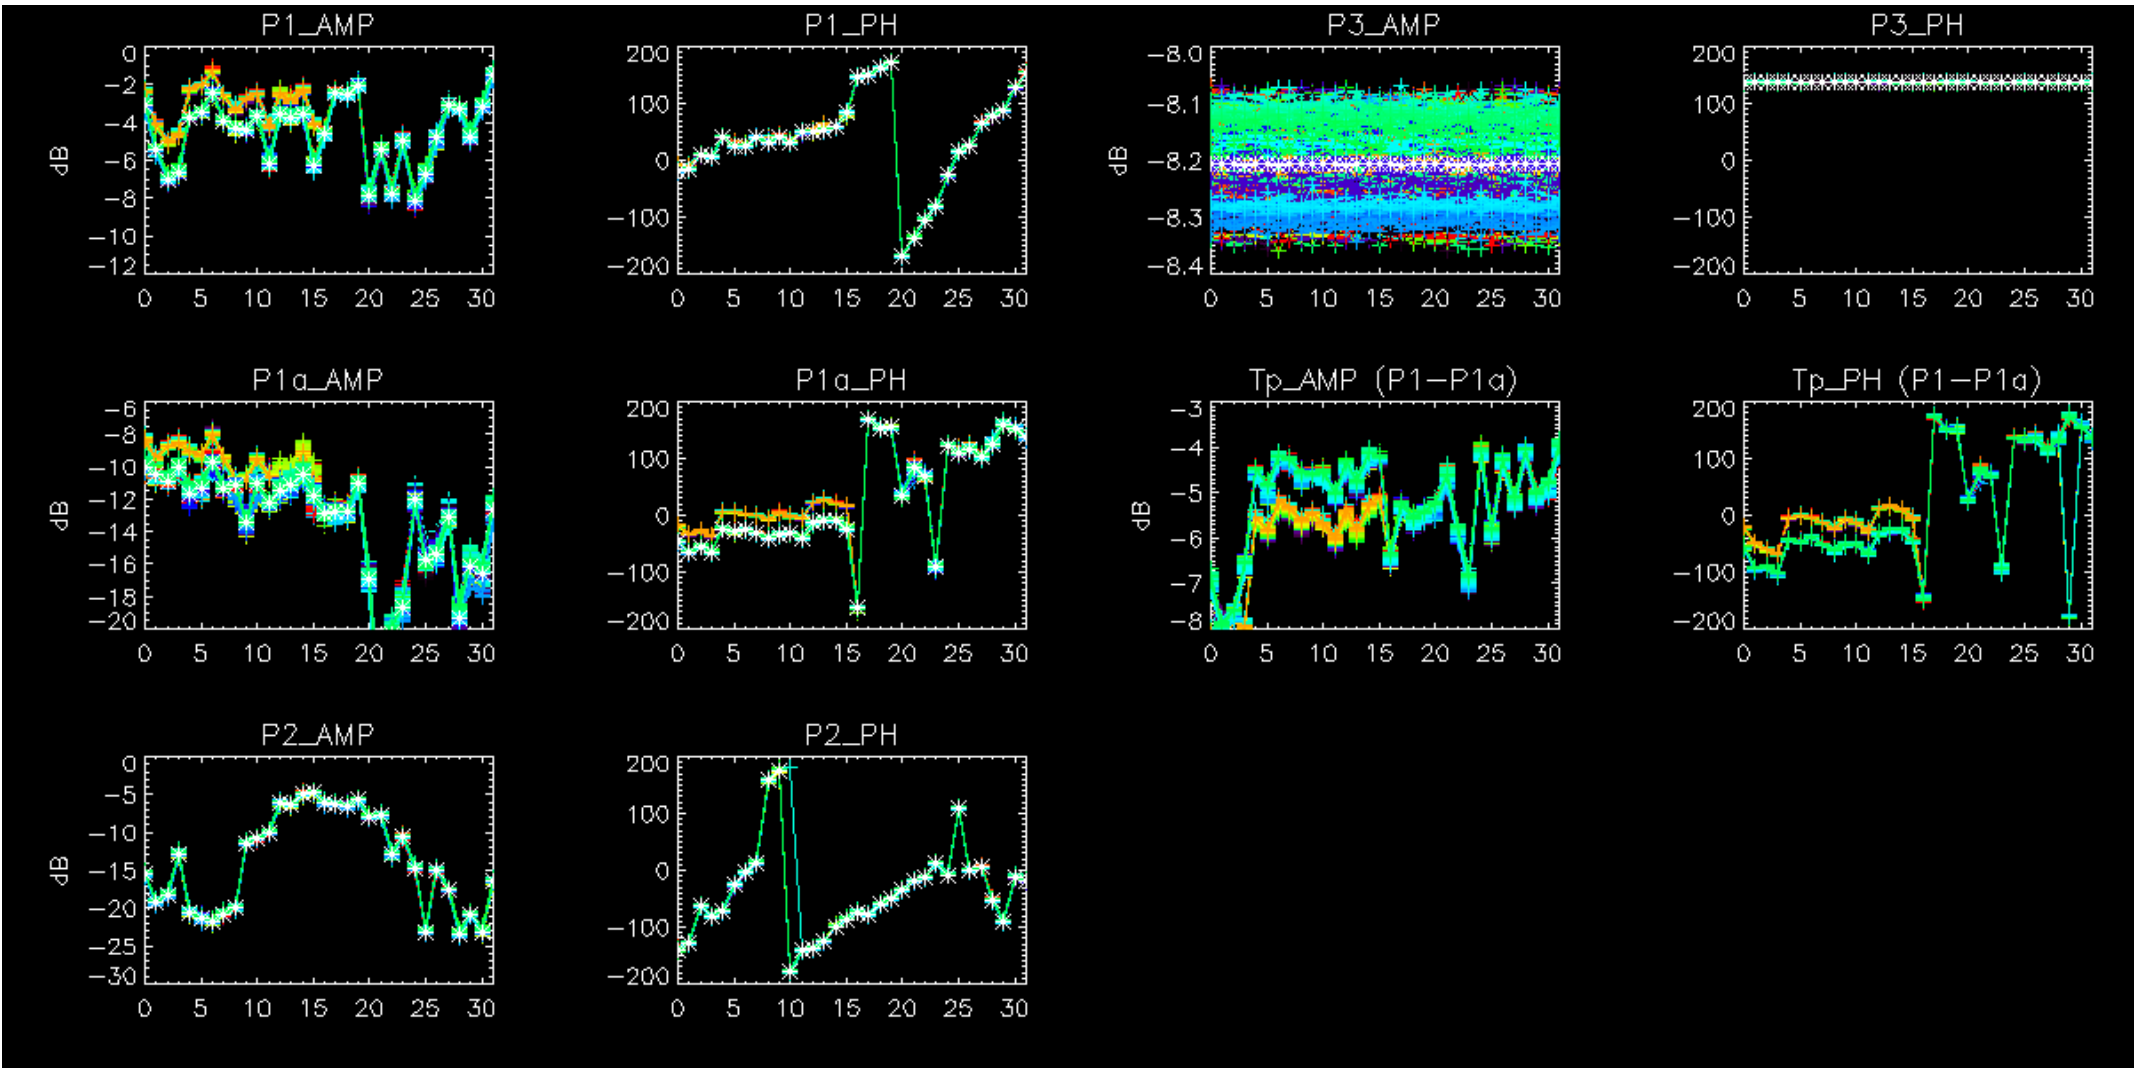 P1_AMP
P1_PH
P3_AMP
P3_PH
0
-2
-4
-6
-8
-10
-12
dB
0 5 10 15 20 25 30
200
100
0
-100
-200
0 5 10 15 20 25 30
-8.0
-8.1
-8.2
-8.3
-8.4
dB
0 5 10 15 20 25 30
200
100
0
-100
-200
0 5 10 15 20 25 30
P1a_AMP
P1a_PH
Tp_AMP (P1-P1a)
Tp_PH (P1-P1a)
-6
-8
-10
-12
-14
-16
-18
-20
dB
0 5 10 15 20 25 30
200
100
0
-100
-200
0 5 10 15 20 25 30
-3
-4
-5
-6
-7
-8
dB
0 5 10 15 20 25 30
200
100
0
-100
-200
0 5 10 15 20 25 30
P2_AMP
P2_PH
0
-5
-10
-15
-20
-25
-30
dB
0 5 10 15 20 25 30
200
100
0
-100
-200
0 5 10 15 20 25 30